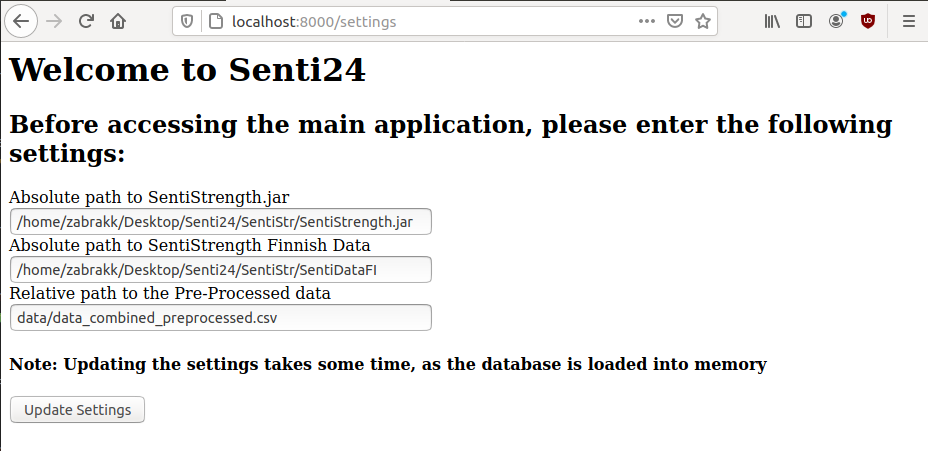 localhost:8000/settings
Welcome to Senti24
Before accessing the main application, please enter the following
settings:
Absolute path to SentiStrength.jar
/home/zabrakk/Desktop/Senti24/SentiStr/SentiStrength.jar
Absolute path to SentiStrength Finnish Data
/home/zabrakk/Desktop/Senti24/SentiStr/SentiDataFI
Relative path to the Pre-Processed data
data/data_combined_preprocessed.csv
Note: Updating the settings takes some time, as the database is loaded into memory
Update Settings